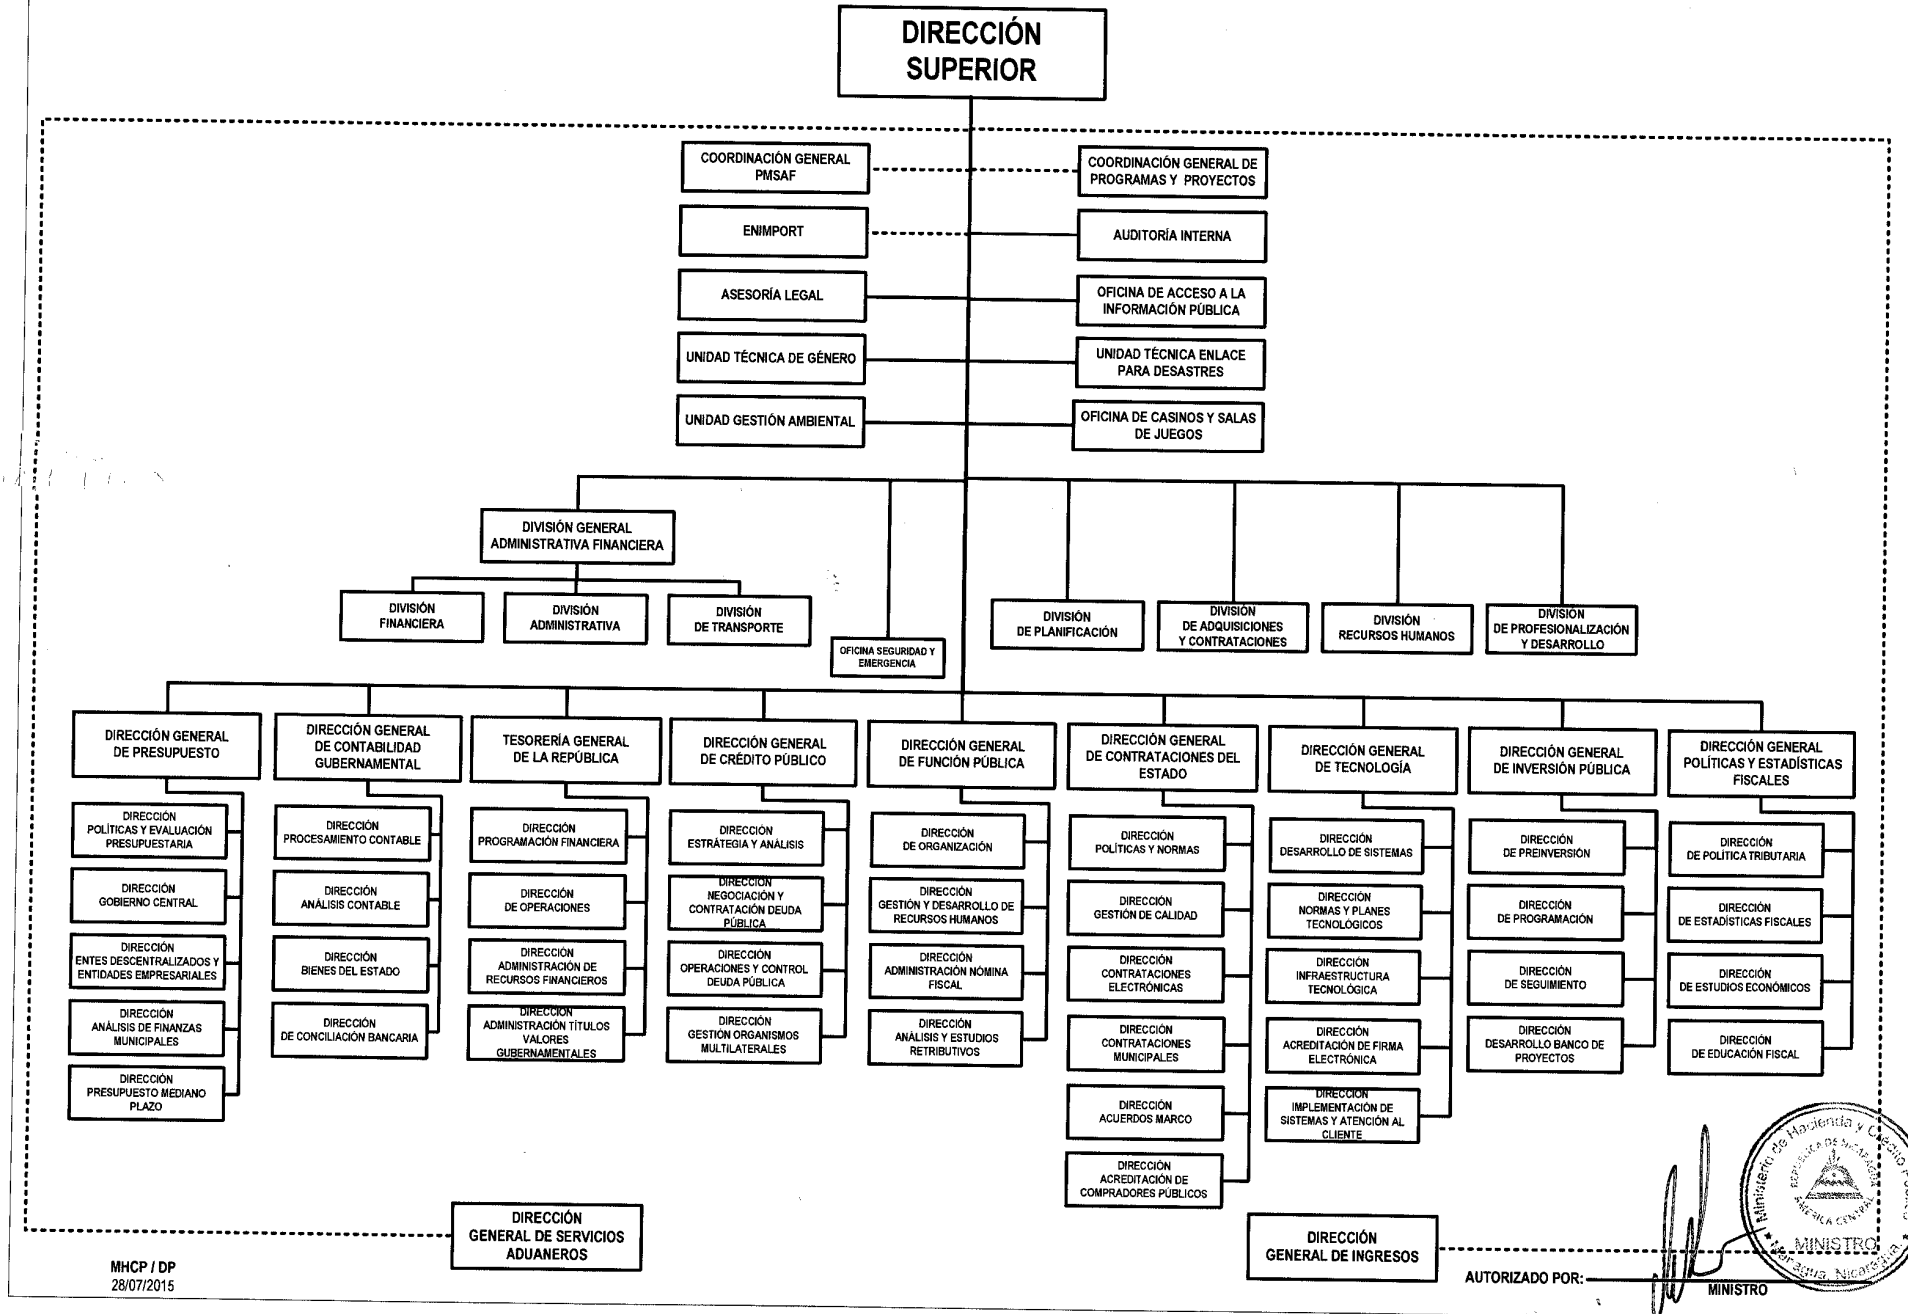 DIRECCIÓN
SUPERIOR
COORDINACIÓN GENERAL
PMSAF
COORDINACIÓN GENERAL DE
PROGRAMAS Y PROYECTOS
ENIMPORT
AUDITORÍA INTERNA
ASESORÍA LEGAL
OFICINA DE ACCESO A LA
INFORMACIÓN PÚBLICA
UNIDAD TÉCNICA DE GÉNERO
UNIDAD TÉCNICA ENLACE
PARA DESASTRES
UNIDAD GESTIÓN AMBIENTAL
OFICINA DE CASINOS Y SALAS
DE JUEGOS
DIVISIÓN GENERAL
ADMINISTRATIVA FINANCIERA
DIVISIÓN
FINANCIERA
DIVISIÓN
ADMINISTRATIVA
DIVISIÓN
DE TRANSPORTE
OFICINA SEGURIDAD Y
EMERGENCIA
DIVISIÓN
DE PLANIFICACIÓN
DIVISIÓN
DE ADQUISICIONES
Y CONTRATACIONES
DIVISIÓN
RECURSOS HUMANOS
DIVISIÓN
DE PROFESIONALIZACIÓN
Y DESARROLLO
DIRECCIÓN GENERAL
DE PRESUPUESTO
DIRECCIÓN
POLÍTICAS Y EVALUACIÓN
PRESUPUESTARIA
DIRECCIÓN
GOBIERNO CENTRAL
DIRECCIÓN
ENTES DESCENTRALIZADOS Y
ENTIDADES EMPRESARIALES
DIRECCIÓN
ANÁLISIS DE FINANZAS
MUNICIPALES
DIRECCIÓN
PRESUPUESTO MEDIANO
PLAZO
DIRECCIÓN GENERAL
DE CONTABILIDAD
GUBERNAMENTAL
DIRECCIÓN
PROCESAMIENTO CONTABLE
DIRECCIÓN
ANÁLISIS CONTABLE
DIRECCIÓN
BIENES DEL ESTADO
DIRECCIÓN
DE CONCILIACIÓN BANCARIA
TESORERÍA GENERAL
DE LA REPÚBLICA
DIRECCIÓN
PROGRAMACIÓN FINANCIERA
DIRECCIÓN
DE OPERACIONES
DIRECCIÓN
ADMINISTRACIÓN DE
RECURSOS FINANCIEROS
DIRECCIÓN
ADMINISTRACIÓN TÍTULOS
VALORES
GUBERNAMENTALES
DIRECCIÓN GENERAL
DE CRÉDITO PÚBLICO
DIRECCIÓN
ESTRÁTEGIA Y ANÁLISIS
DIRECCIÓN
NEGOCIACIÓN Y
CONTRATACIÓN DEUDA
PÚBLICA
DIRECCIÓN
OPERACIONES Y CONTROL
DEUDA PÚBLICA
DIRECCIÓN
GESTIÓN ORGANISMOS
MULTILATERALES
DIRECCIÓN GENERAL
DE FUNCIÓN PÚBLICA
DIRECCIÓN
DE ORGANIZACIÓN
DIRECCIÓN
GESTIÓN Y DESARROLLO DE
RECURSOS HUMANOS
DIRECCIÓN
ADMINISTRACIÓN NÓMINA
FISCAL
DIRECCIÓN
ANÁLISIS Y ESTUDIOS
RETRIBUTIVOS
DIRECCIÓN GENERAL
DE CONTRATACIONES DEL
ESTADO
DIRECCIÓN
POLÍTICAS Y NORMAS
DIRECCIÓN
GESTIÓN DE CALIDAD
DIRECCIÓN
CONTRATACIONES
ELECTRÓNICAS
DIRECCIÓN
CONTRATACIONES
MUNICIPALES
DIRECCIÓN
ACUERDOS MARCO
DIRECCIÓN
ACREDITACIÓN DE
COMPRADORES PÚBLICOS
DIRECCIÓN GENERAL
DE TECNOLOGÍA
DIRECCIÓN
DESARROLLO DE SISTEMAS
DIRECCIÓN
NORMAS Y PLANES
TECNOLÓGICOS
DIRECCIÓN
INFRAESTRUCTURA
TECNOLÓGICA
DIRECCIÓN
ACREDITACIÓN DE FIRMA
ELECTRÓNICA
DIRECCIÓN
IMPLEMENTACIÓN DE
SISTEMAS Y ATENCIÓN AL
CLIENTE
DIRECCIÓN GENERAL
DE INVERSIÓN PÚBLICA
DIRECCIÓN
DE PREINVERSIÓN
DIRECCIÓN
DE PROGRAMACIÓN
DIRECCIÓN
DE SEGUIMIENTO
DIRECCIÓN
DESARROLLO BANCO DE
PROYECTOS
DIRECCIÓN GENERAL
POLÍTICAS Y ESTADÍSTICAS
FISCALES
DIRECCIÓN
DE POLÍTICA TRIBUTARIA
DIRECCIÓN
DE ESTADÍSTICAS FISCALES
DIRECCIÓN
DE ESTUDIOS ECONÓMICOS
DIRECCIÓN
DE EDUCACIÓN FISCAL
DIRECCIÓN
GENERAL DE SERVICIOS
ADUANEROS
DIRECCIÓN
GENERAL DE INGRESOS
MHCP / DP
28/07/2015
AUTORIZADO POR:
MINISTRO
Ministerio de Hacienda y Crédito
REPUBLICA DE NICARAGUA
AMERICA CENTRAL
MINISTRO
Managua, Nicaragua